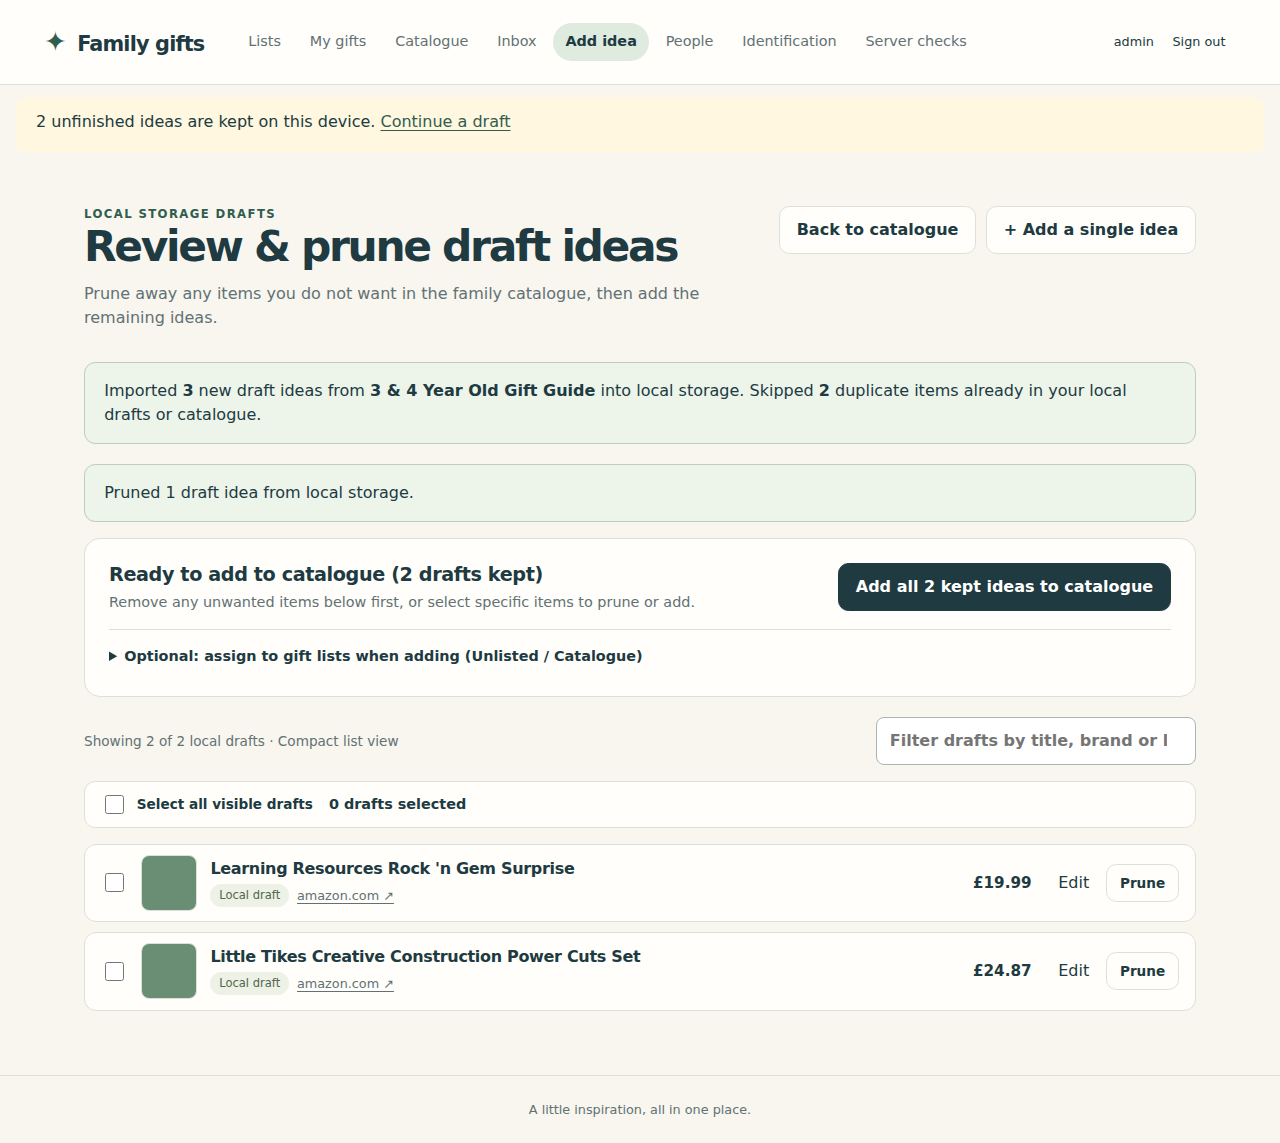 ✦ Family gifts
Lists
My gifts
Catalogue
Inbox
Add idea
People
Identification
Server checks
admin
Sign out
2 unfinished ideas are kept on this device. Continue a draft
LOCAL STORAGE DRAFTS
Review & prune draft ideas
Prune away any items you do not want in the family catalogue, then add the
remaining ideas.
Back to catalogue
+ Add a single idea
Imported 3 new draft ideas from 3 & 4 Year Old Gift Guide into local storage. Skipped 2 duplicate items already in your local
drafts or catalogue.
Pruned 1 draft idea from local storage.
Ready to add to catalogue (2 drafts kept)
Remove any unwanted items below first, or select specific items to prune or add.
Add all 2 kept ideas to catalogue
Optional: assign to gift lists when adding (Unlisted / Catalogue)
Showing 2 of 2 local drafts · Compact list view
Filter drafts by title, brand or
Select all visible drafts
0 drafts selected
Learning Resources Rock 'n Gem Surprise
Local draft
amazon.com ↗
£19.99
Edit
Prune
Little Tikes Creative Construction Power Cuts Set
Local draft
amazon.com ↗
£24.87
Edit
Prune
A little inspiration, all in one place.